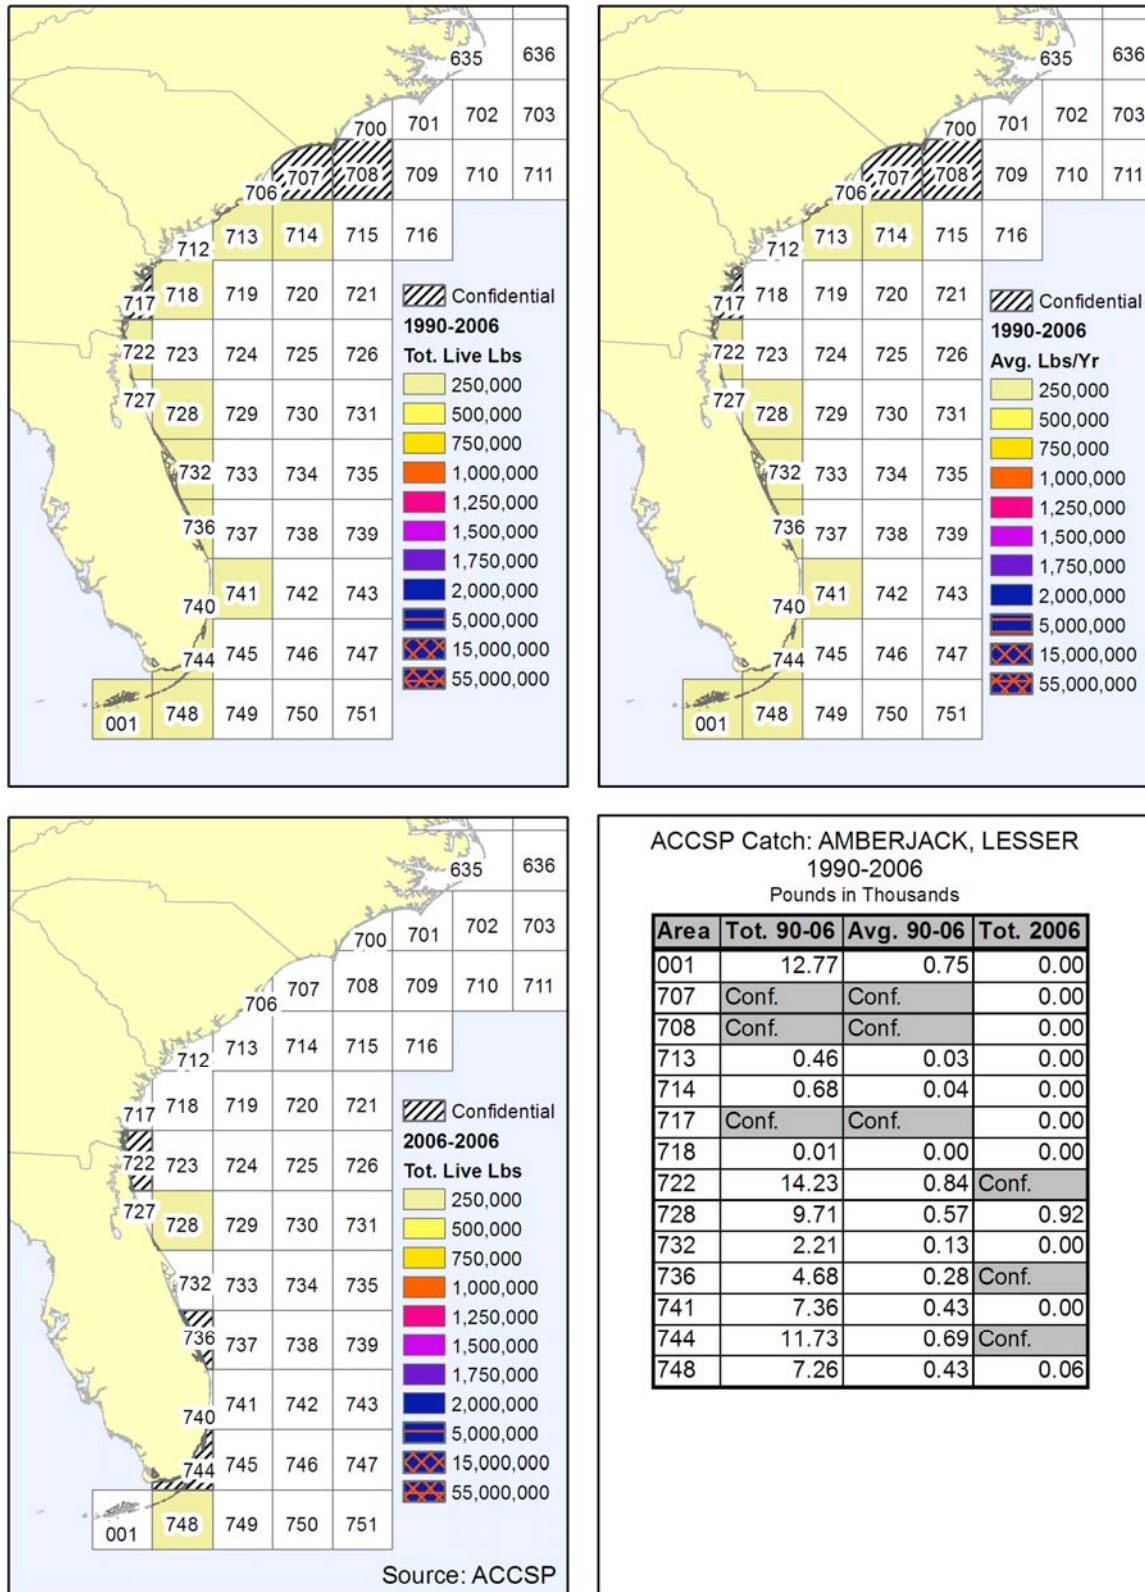 635 636
700 701 702 703
706 707 708 709 710 711
712 713 714 715 716
717 718 719 720 721
722 723 724 725 726
727 728 729 730 731
732 733 734 735
736 737 738 739
740 741 742 743
744 745 746 747
001 748 749 750 751
Confidential
1990-2006
Tot. Live Lbs
250,000
500,000
750,000
1,000,000
1,250,000
1,500,000
1,750,000
2,000,000
5,000,000
15,000,000
55,000,000
635 636
700 701 702 703
706 707 708 709 710 711
712 713 714 715 716
717 718 719 720 721
722 723 724 725 726
727 728 729 730 731
732 733 734 735
736 737 738 739
740 741 742 743
744 745 746 747
001 748 749 750 751
Confidential
1990-2006
Avg. Lbs/Yr
250,000
500,000
750,000
1,000,000
1,250,000
1,500,000
1,750,000
2,000,000
5,000,000
15,000,000
55,000,000
635 636
700 701 702 703
706 707 708 709 710 711
712 713 714 715 716
717 718 719 720 721
722 723 724 725 726
727 728 729 730 731
732 733 734 735
736 737 738 739
740 741 742 743
744 745 746 747
001 748 749 750 751
Confidential
2006-2006
Tot. Live Lbs
250,000
500,000
750,000
1,000,000
1,250,000
1,500,000
1,750,000
2,000,000
5,000,000
15,000,000
55,000,000
Source: ACCSP
ACCSP Catch: AMBERJACK, LESSER
1990-2006
Pounds in Thousands
Area Tot. 90-06 Avg. 90-06 Tot. 2006
001 12.77 0.75 0.00
707 Conf. Conf. 0.00
708 Conf. Conf. 0.00
713 0.46 0.03 0.00
714 0.68 0.04 0.00
717 Conf. Conf. 0.00
718 0.01 0.00 0.00
722 14.23 0.84 Conf.
728 9.71 0.57 0.92
732 2.21 0.13 0.00
736 4.68 0.28 Conf.
741 7.36 0.43 0.00
744 11.73 0.69 Conf.
748 7.26 0.43 0.06